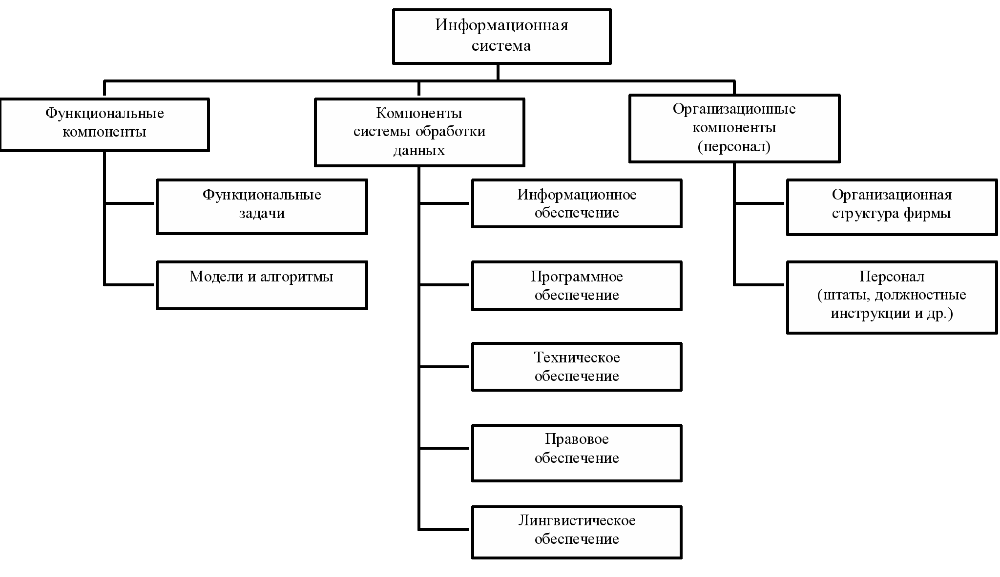 Информационная
система
Функциональные
компоненты
Компоненты
системы обработки
данных
Организационные
компоненты
(персонал)
Функциональные
задачи
Модели и алгоритмы
Информационное
обеспечение
Программное
обеспечение
Техническое
обеспечение
Правовое
обеспечение
Лингвистическое
обеспечение
Организационная
структура фирмы
Персонал
(штаты, должностные
инструкции и др.)